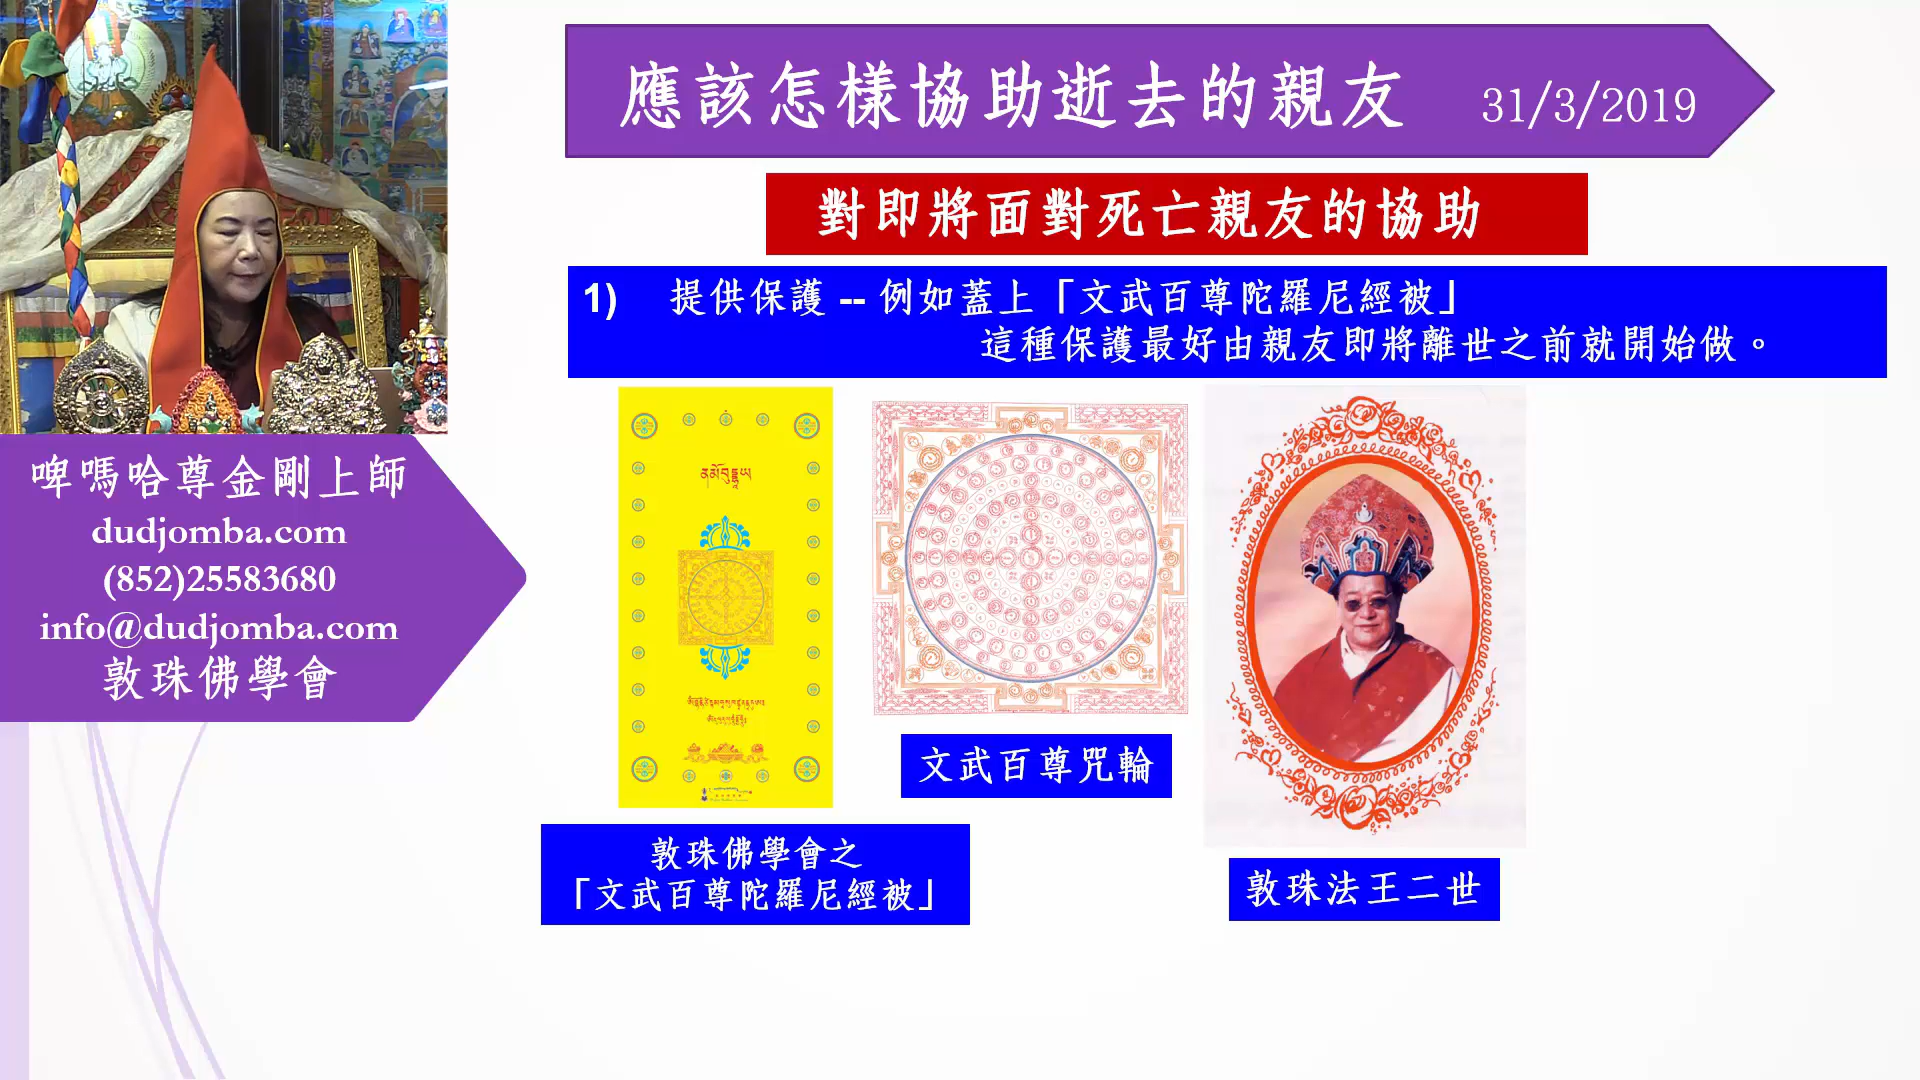 應該怎樣協助逝去的親友 31/3/2019
對即將面對死亡親友的協助
1) 提供保護 -- 例如蓋上「文武百尊陀羅尼經被」
這種保護最好由親友即將離世之前就開始做。
啤嗎哈尊金剛上師
dudjomba.com
(852)25583680
info@dudjomba.com
敦珠佛學會
文武百尊咒輪
敦珠佛學會之
「文武百尊陀羅尼經被」
敦珠法王二世